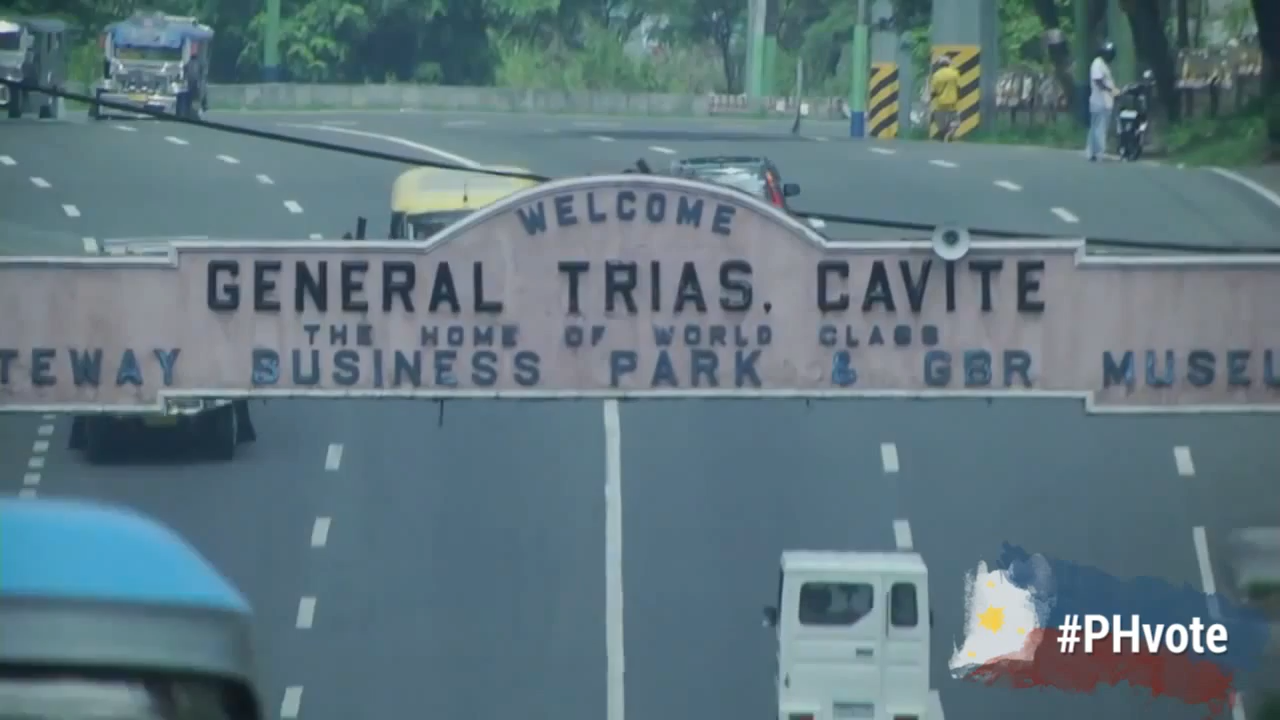 WELCOME
GENERAL TRIAS, CAVITE
THE HOME OF WORLD CLASS
TEWAY BUSINESS PARK & GBR MUSEU
#PHvote